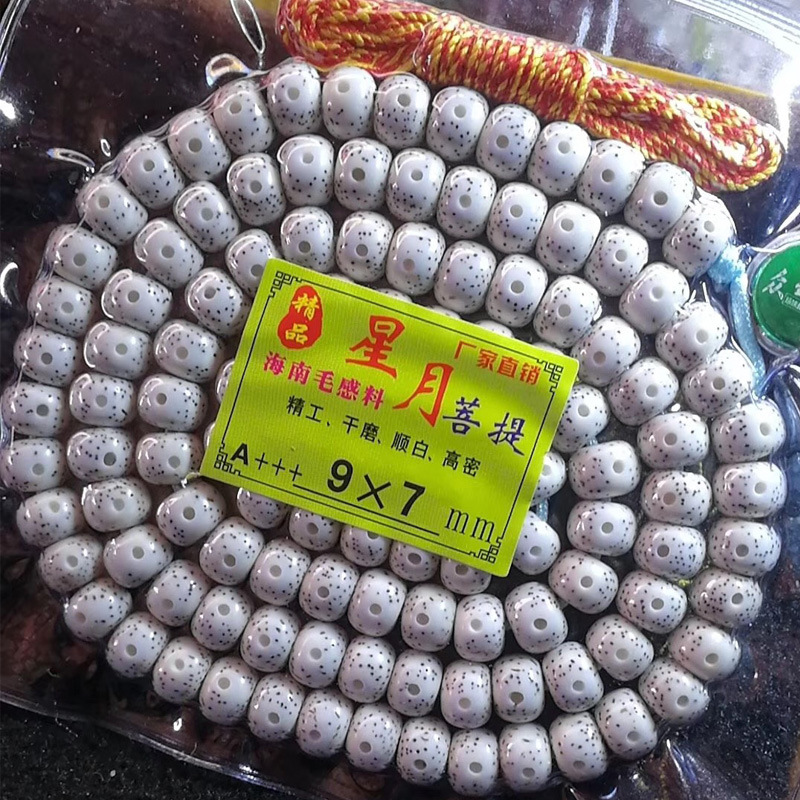 精品
星月菩提
厂家直销
海南毛感料
精工、干磨、顺白、高密
A+++ 9×7 mm